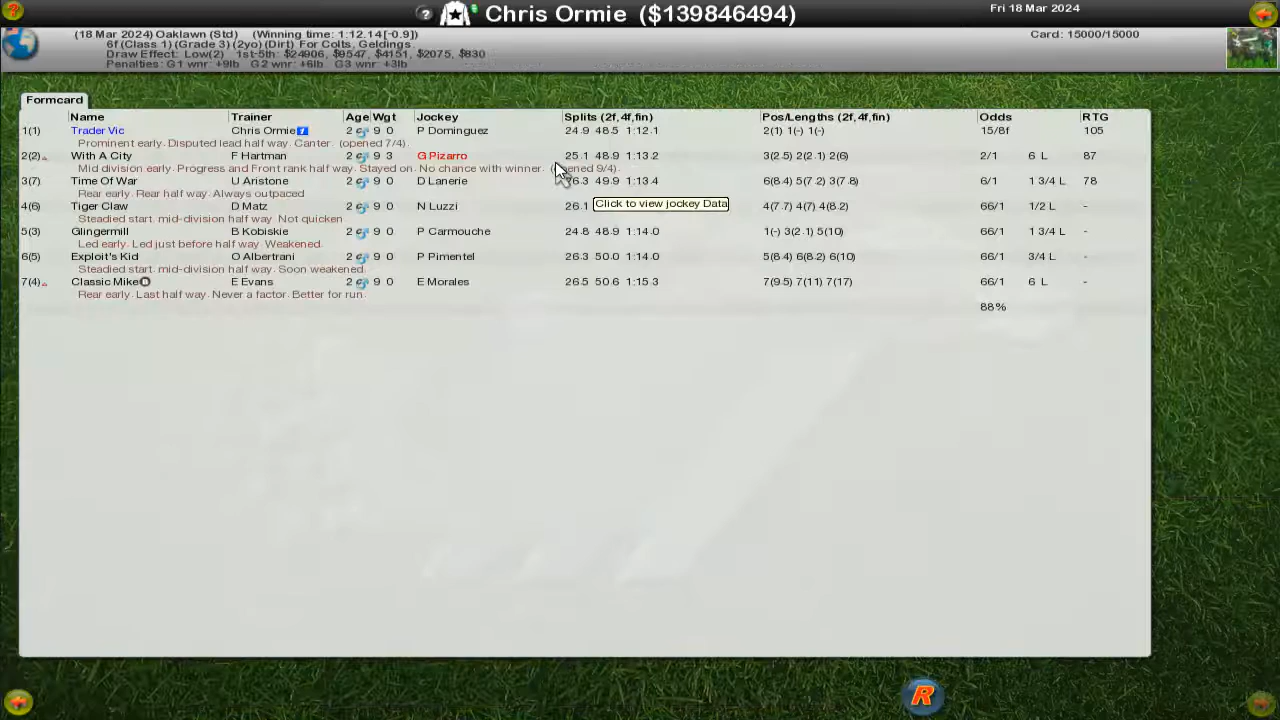 Chris Ormie ($139846494)
Fri 18 Mar 2024
(18 Mar 2024) Oaklawn (Std) (Winning time: 1:12.14[-0.9])
Card: 15000/15000
6f (Class 1) (Grade 3) (2yo) (Dirt) For Colts, Geldings.
Draw Effect: Low(2) 1st-5th: $24906, $9547, $4151, $2075, $830
Penalties: G1 wnr: +9lb G2 wnr: +6lb G3 wnr: +3lb
Formcard
Name Trainer Age Wgt Jockey Splits (2f,4f,fin) Pos/Lengths (2f,4f,fin) Odds RTG
1(1) Trader Vic Chris Ormie 2 9 0 P Dominguez 24.9 48.5 1:12.1 2(1) 1(-) 1(-) 15/8f 105
Prominent early. Disputed lead half way. Canter. (opened 7/4).
2(2) With A City F Hartman 2 9 3 G Pizarro 25.1 48.9 1:13.2 3(2.5) 2(2.1) 2(6) 2/1 6 L 87
Mid division early. Progress and Front rank half way. Stayed on. No chance with winner. (opened 9/4).
3(7) Time Of War U Aristone 2 9 0 D Lanerie 26.3 49.9 1:13.4 6(8.4) 5(7.2) 3(7.8) 6/1 1 3/4 L 78
Rear early. Rear half way. Always outpaced
4(6) Tiger Claw D Matz 2 9 0 N Luzzi 26.1 4(7.7) 4(7) 4(8.2) 66/1 1/2 L -
Click to view jockey Data
Steadied start. mid-division half way. Not quicken
5(3) Glingermill B Kobiskie 2 9 0 P Carmouche 24.8 48.9 1:14.0 1(-) 3(2.1) 5(10) 66/1 1 3/4 L -
Led early. Led just before half way. Weakened.
6(5) Exploit's Kid O Albertrani 2 9 0 P Pimentel 26.3 50.0 1:14.0 5(8.4) 6(8.2) 6(10) 66/1 3/4 L -
Steadied start. mid-division half way. Soon weakened.
7(4) Classic Mike E Evans 2 9 0 E Morales 26.5 50.6 1:15.3 7(9.5) 7(11) 7(17) 66/1 6 L -
Rear early. Last half way. Never a factor. Better for run.
88%
R